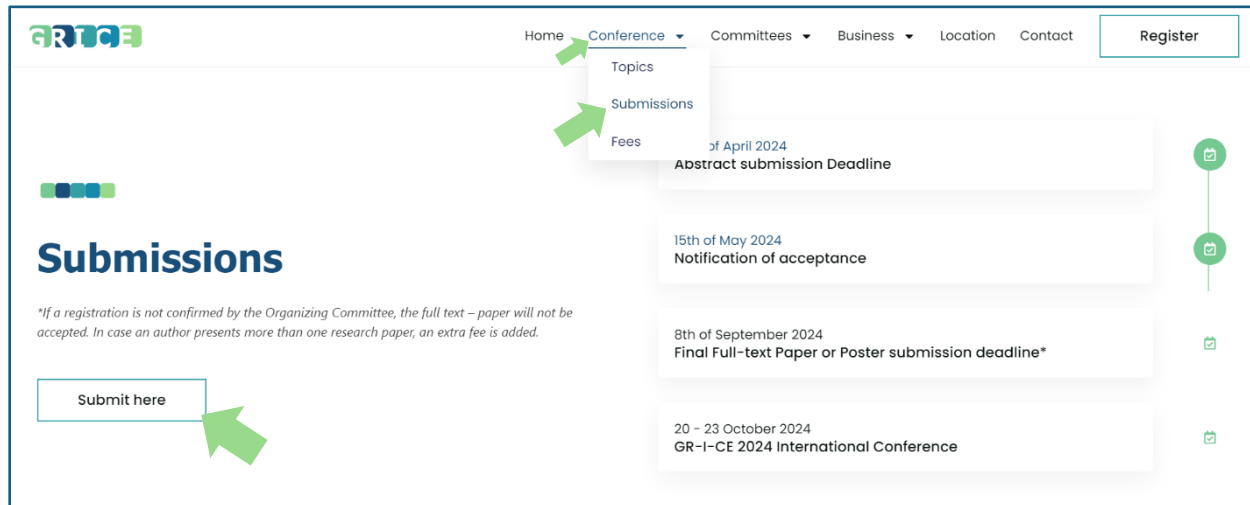 GRICE
Home Conference Committees Business Location Contact Register
Topics
Submissions
Fees
of April 2024
Abstract submission Deadline
15th of May 2024
Notification of acceptance
Submissions
*If a registration is not confirmed by the Organizing Committee, the full text – paper will not be
accepted. In case an author presents more than one research paper, an extra fee is added.
8th of September 2024
Final Full-text Paper or Poster submission deadline*
Submit here
20 - 23 October 2024
GR-I-CE 2024 International Conference